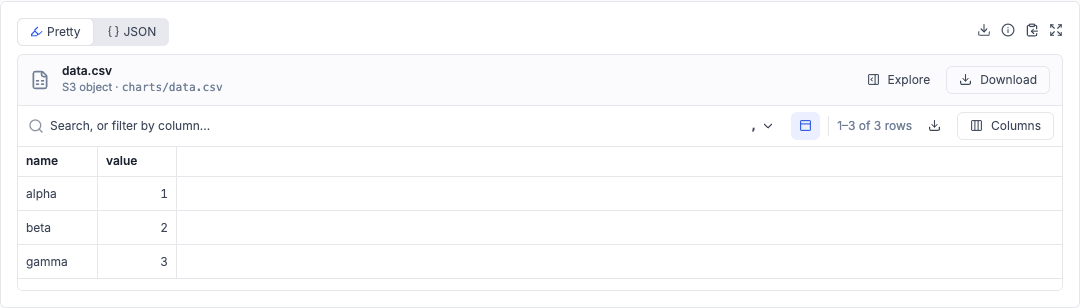 Pretty
{ } JSON
data.csv
S3 object · charts/data.csv
Explore
Download
Search, or filter by column...
,
1–3 of 3 rows
Columns
name value
alpha 1
beta 2
gamma 3